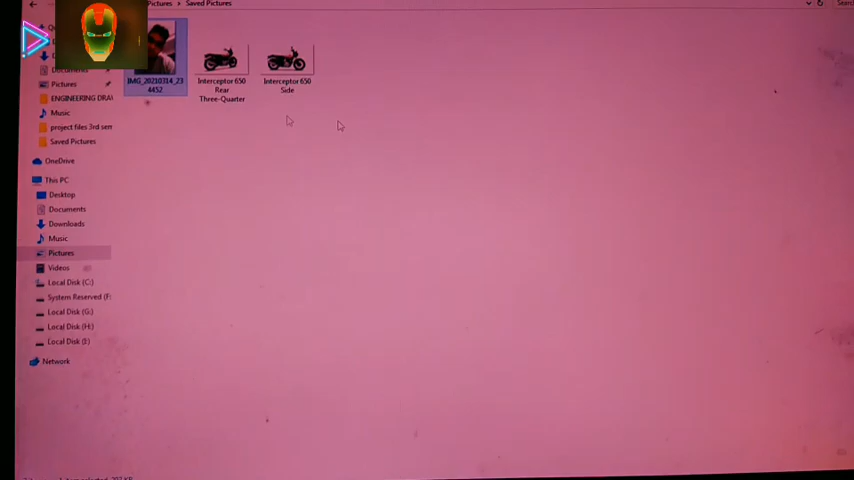 Pictures > Saved Pictures
Documents
Pictures
ENGINEERING DRA
Music
project files 3rd sem
Saved Pictures
OneDrive
This PC
Desktop
Documents
Downloads
Music
Pictures
Videos
Local Disk (C:)
System Reserved (F:
Local Disk (G:)
Local Disk (H:)
Local Disk (I:)
Network
IMG_20210314_23
4452
Interceptor 650
Rear
Three-Quarter
Interceptor 650
Side